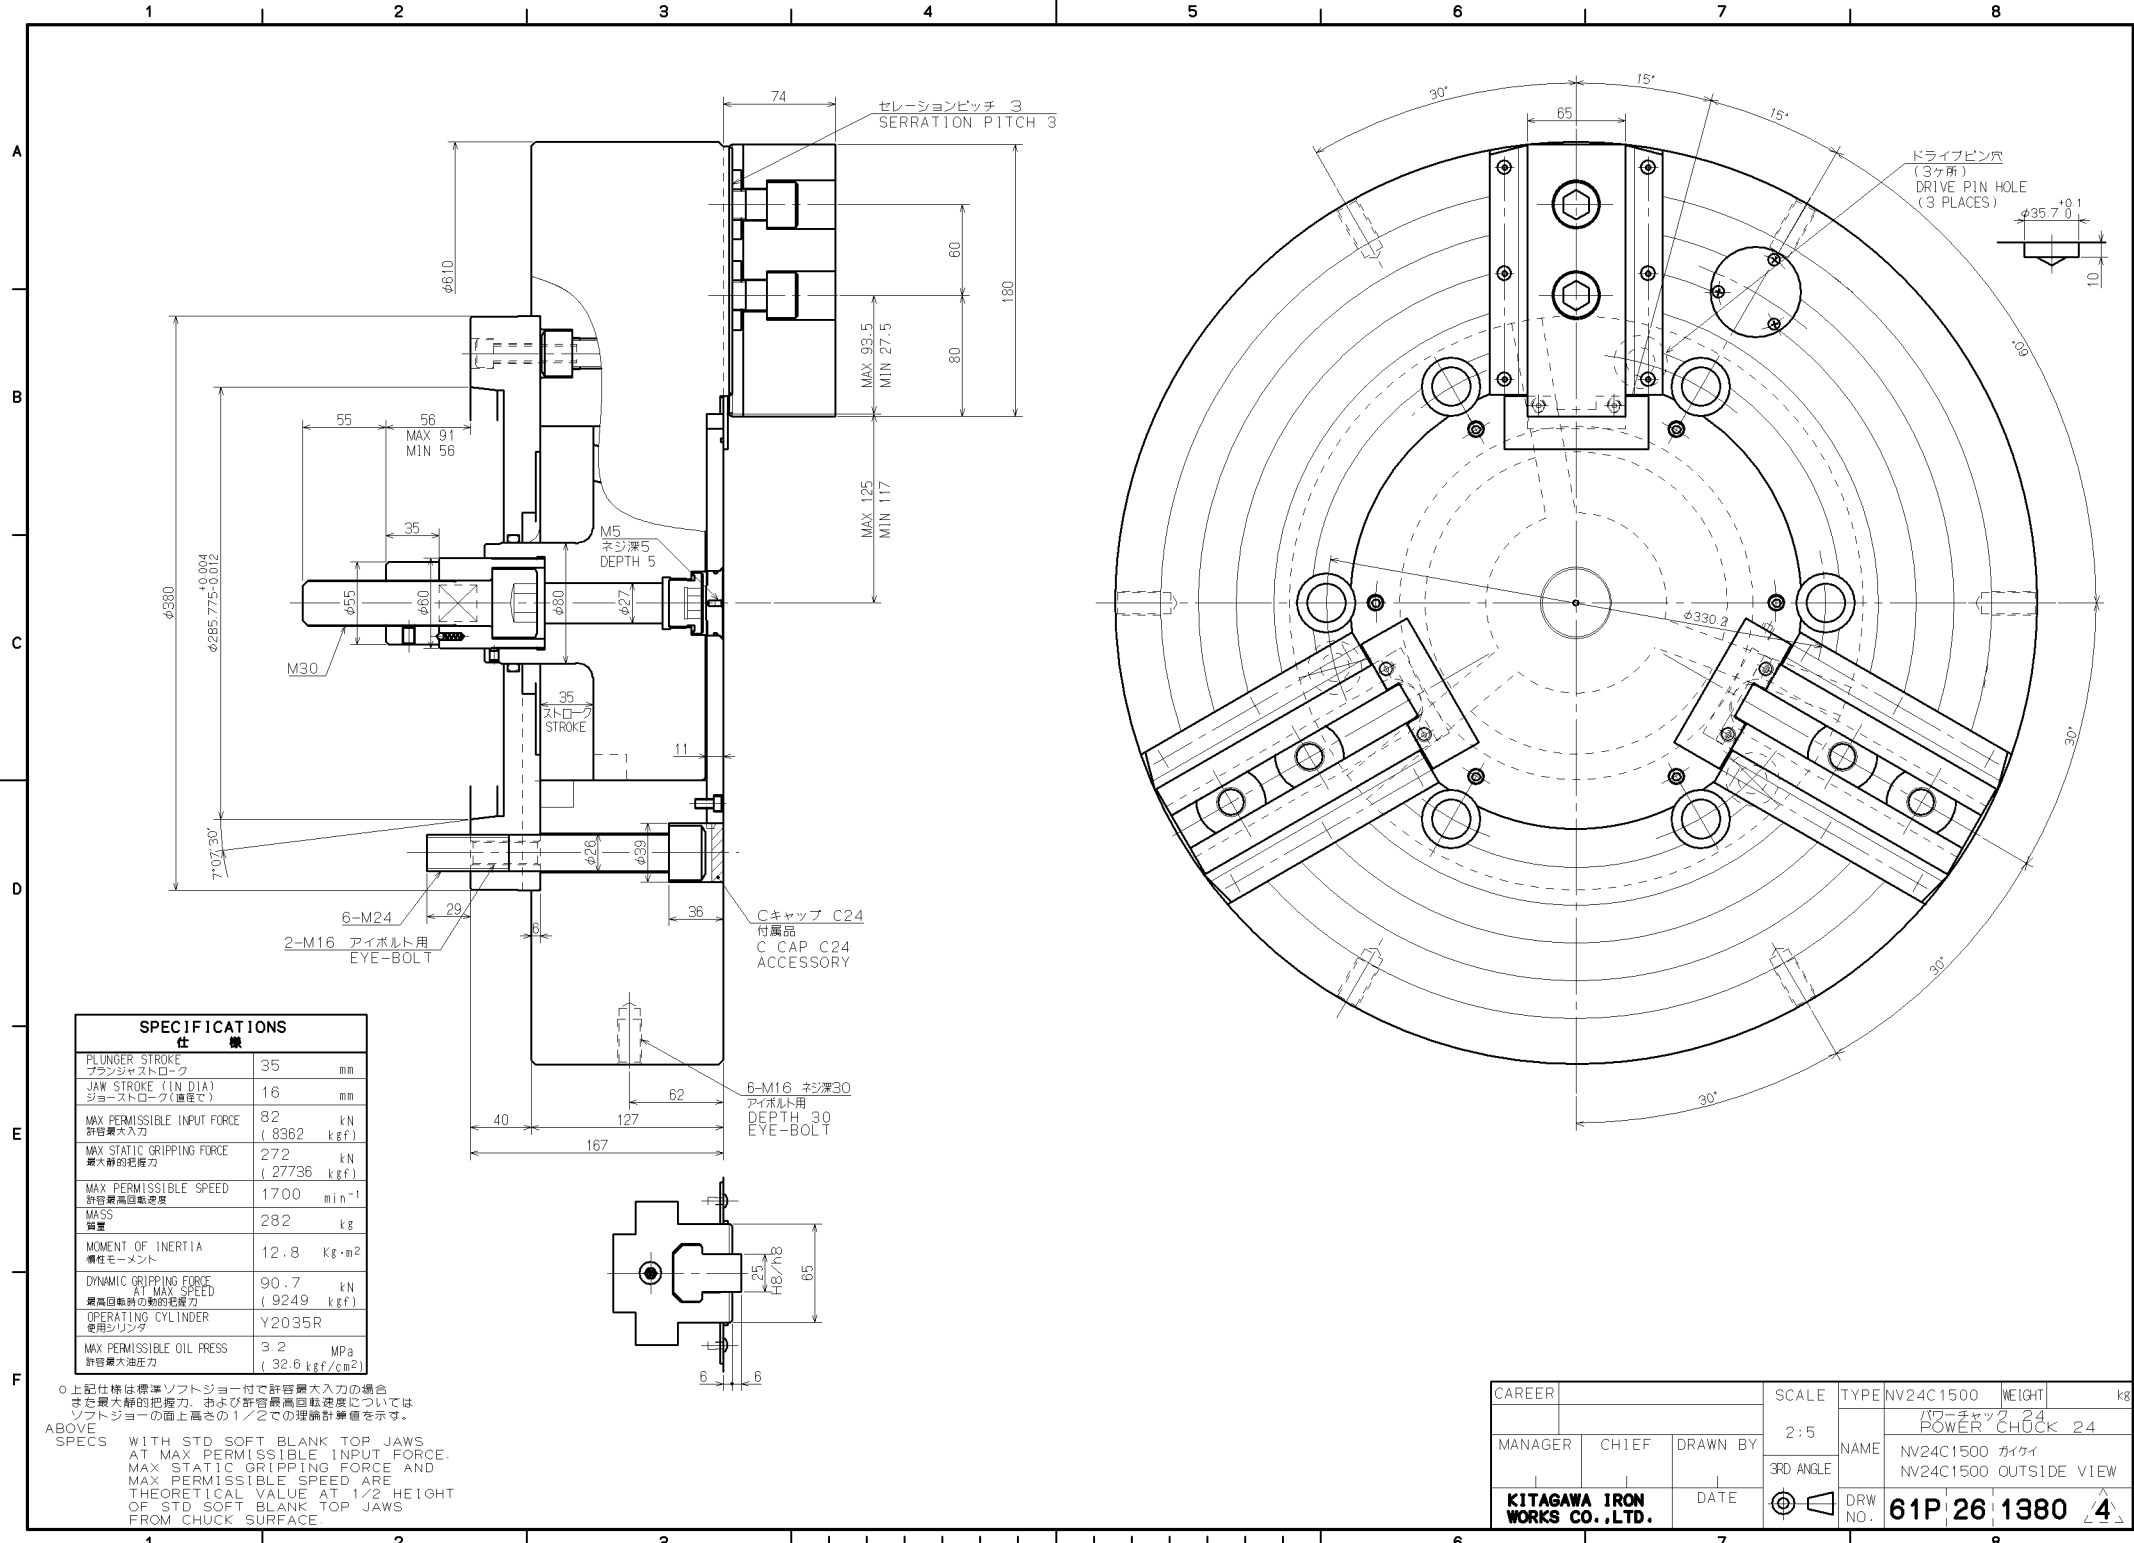 1 2 3 4 5 6 7 8
A
B
C
D
E
F
74
セレーションピッチ 3
SERRATION PITCH 3
φ610
60
180
80
MAX 93.5
MIN 27.5
MAX 125
MIN 117
φ380
φ285.775 +0.004 -0.012
55
56
MAX 91
MIN 56
35
M5
ネジ深5
DEPTH 5
φ55
φ60
φ80
φ27
M30
35
ストローク
STROKE
11
7°07'30"
φ26
φ39
6-M24
29
2-M16 アイボルト用
EYE-BOLT
6
36
Cキャップ C24
付属品
C CAP C24
ACCESSORY
6-M16 ネジ深30
アイボルト用
DEPTH 30
EYE-BOLT
62
40
127
167
25
H8/h8
65
6
6
30°
15°
15°
65
ドライブピン穴
(3ヶ所)
DRIVE PIN HOLE
(3 PLACES)
φ35.7 +0.1 0
10
60°
φ330.2
30°
30°
30°
SPECIFICATIONS
仕 様
PLUNGER STROKE
プランジャストローク
35 mm
JAW STROKE (IN DIA)
ジョーストローク(直径で)
16 mm
MAX PERMISSIBLE INPUT FORCE
許容最大入力
82 kN
( 8362 kgf)
MAX STATIC GRIPPING FORCE
最大静的把握力
272 kN
( 27736 kgf)
MAX PERMISSIBLE SPEED
許容最高回転速度
1700 min⁻¹
MASS
質量
282 kg
MOMENT OF INERTIA
慣性モーメント
12.8 Kg·m²
DYNAMIC GRIPPING FORCE
AT MAX SPEED
最高回転時の動的把握力
90.7 kN
( 9249 kgf)
OPERATING CYLINDER
使用シリンダ
Y2035R
MAX PERMISSIBLE OIL PRESS
許容最大油圧力
3.2 MPa
( 32.6 kgf/cm²)
○上記仕様は標準ソフトジョー付で許容最大入力の場合
また最大静的把握力、および許容最高回転速度については
ソフトジョーの面上高さの1/2での理論計算値を示す。
ABOVE
SPECS WITH STD SOFT BLANK TOP JAWS
AT MAX PERMISSIBLE INPUT FORCE.
MAX STATIC GRIPPING FORCE AND
MAX PERMISSIBLE SPEED ARE
THEORETICAL VALUE AT 1/2 HEIGHT
OF STD SOFT BLANK TOP JAWS
FROM CHUCK SURFACE.
CAREER
SCALE
2:5
TYPE NV24C1500 WEIGHT kg
NAME
パワーチャック 24
POWER CHUCK 24
NV24C1500 ガイケイ
NV24C1500 OUTSIDE VIEW
MANAGER CHIEF DRAWN BY
3RD ANGLE
KITAGAWA IRON
WORKS CO.,LTD.
DATE
DRW
NO.
61P 26 1380 4
1 2 3 6 7 8